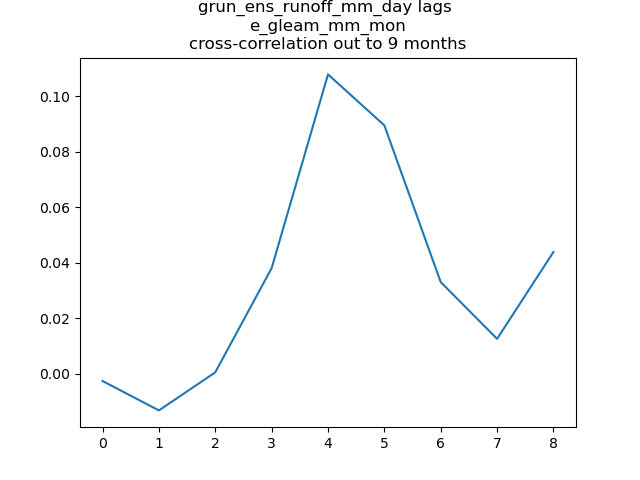 grun_ens_runoff_mm_day lags
e_gleam_mm_mon
cross-correlation out to 9 months
0.10
0.08
0.06
0.04
0.02
0.00
0 1 2 3 4 5 6 7 8